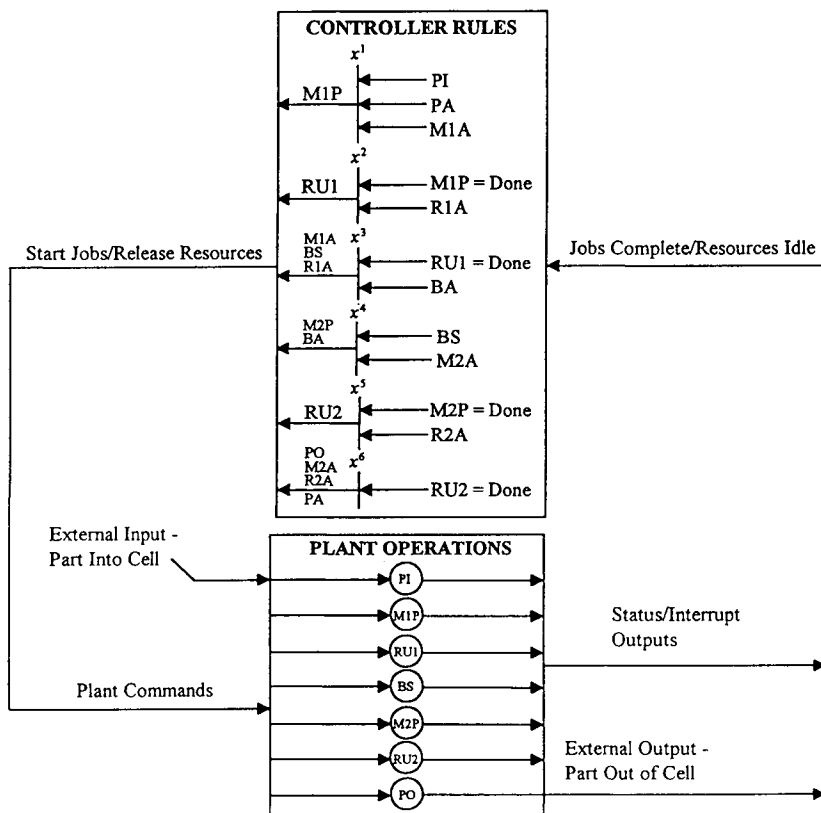 CONTROLLER RULES
x1
PI
M1P
PA
M1A
x2
M1P = Done
RU1
R1A
Start Jobs/Release Resources
M1A
BS
R1A
x3
RU1 = Done
BA
Jobs Complete/Resources Idle
x4
M2P
BA
BS
M2A
x5
M2P = Done
RU2
R2A
PO
M2A
R2A
PA
x6
RU2 = Done
External Input -
Part Into Cell
PLANT OPERATIONS
PI
M1P
RU1
BS
M2P
RU2
PO
Status/Interrupt
Outputs
Plant Commands
External Output -
Part Out of Cell